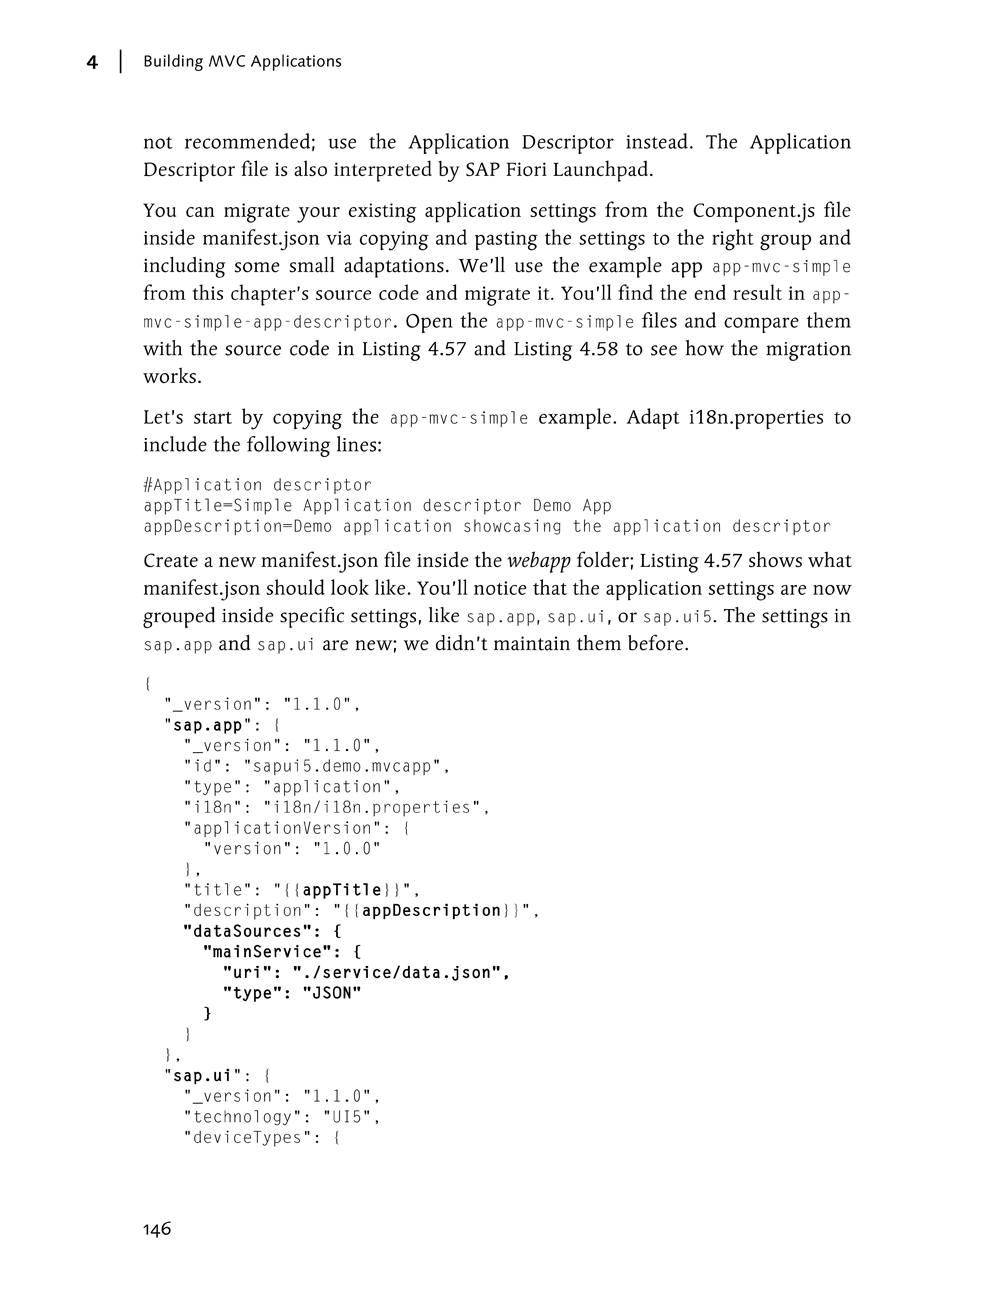 4 | Building MVC Applications
not recommended; use the Application Descriptor instead. The Application
Descriptor file is also interpreted by SAP Fiori Launchpad.
You can migrate your existing application settings from the Component.js file
inside manifest.json via copying and pasting the settings to the right group and
including some small adaptations. We'll use the example app app-mvc-simple
from this chapter's source code and migrate it. You'll find the end result in app-
mvc-simple-app-descriptor. Open the app-mvc-simple files and compare them
with the source code in Listing 4.57 and Listing 4.58 to see how the migration
works.
Let's start by copying the app-mvc-simple example. Adapt i18n.properties to
include the following lines:
#Application descriptor
appTitle=Simple Application descriptor Demo App
appDescription=Demo application showcasing the application descriptor
Create a new manifest.json file inside the webapp folder; Listing 4.57 shows what
manifest.json should look like. You'll notice that the application settings are now
grouped inside specific settings, like sap.app, sap.ui, or sap.ui5. The settings in
sap.app and sap.ui are new; we didn't maintain them before.
{
  "_version": "1.1.0",
  "sap.app": {
    "_version": "1.1.0",
    "id": "sapui5.demo.mvcapp",
    "type": "application",
    "i18n": "i18n/i18n.properties",
    "applicationVersion": {
      "version": "1.0.0"
    },
    "title": "{{appTitle}}",
    "description": "{{appDescription}}",
    "dataSources": {
      "mainService": {
        "uri": "./service/data.json",
        "type": "JSON"
      }
    }
  },
  "sap.ui": {
    "_version": "1.1.0",
    "technology": "UI5",
    "deviceTypes": {
146